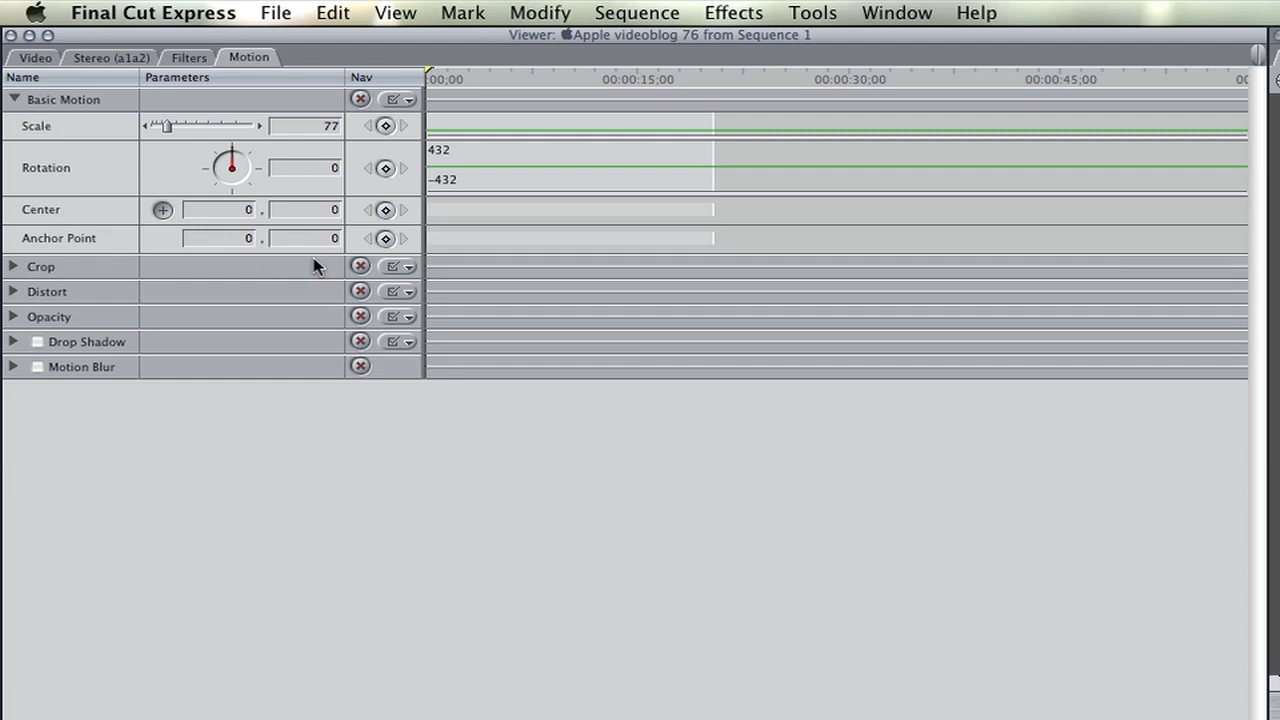 Final Cut Express File Edit View Mark Modify Sequence Effects Tools Window Help
Viewer: Apple videoblog 76 from Sequence 1
Video Stereo (a1a2) Filters Motion
Name Parameters Nav :00;00 00:00:15;00 00:00:30;00 00:00:45;00 00
Basic Motion
Scale 77
432
Rotation 0
-432
Center 0 , 0
Anchor Point 0 , 0
Crop
Distort
Opacity
Drop Shadow
Motion Blur